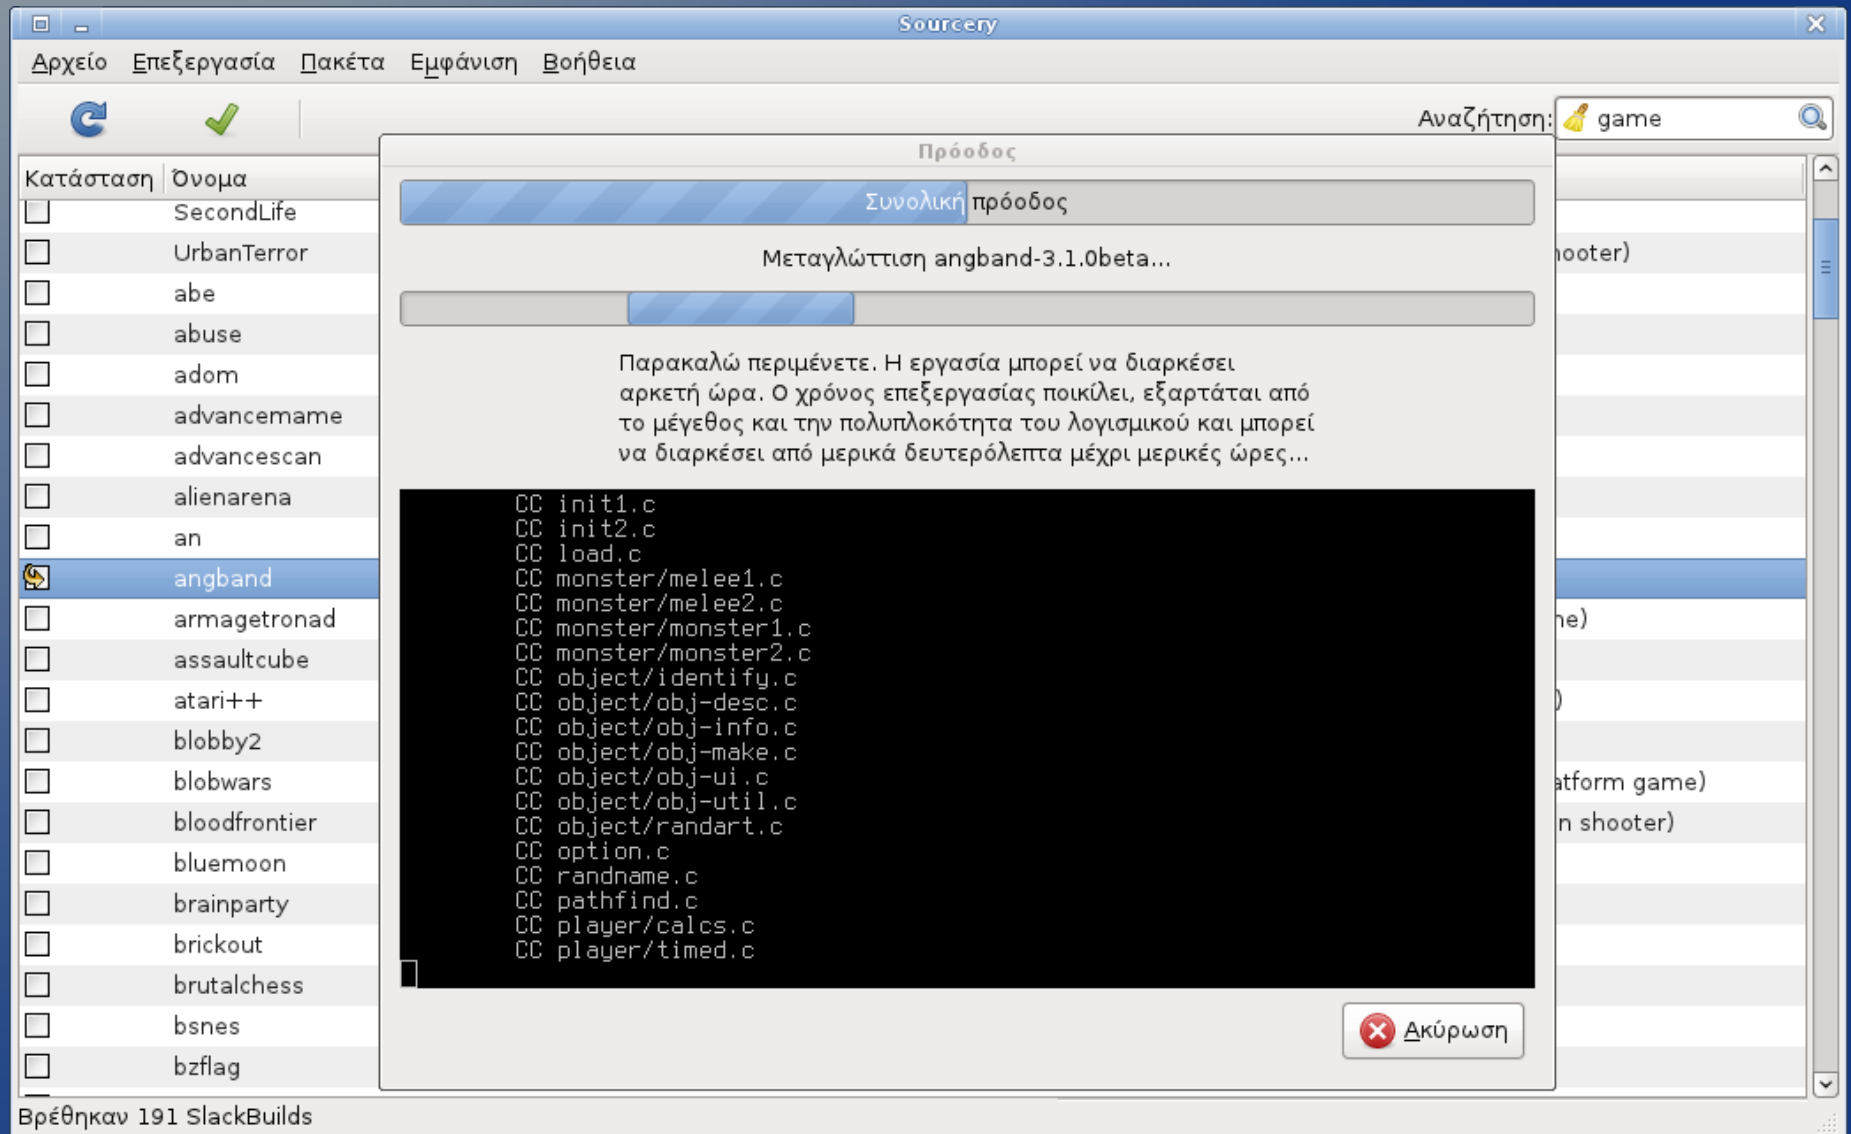 Sourcery
Αρχείο Επεξεργασία Πακέτα Εμφάνιση Βοήθεια
Αναζήτηση: game
Κατάσταση Όνομα
SecondLife
UrbanTerror
abe
abuse
adom
advancemame
advancescan
alienarena
an
angband
armagetronad
assaultcube
atari++
blobby2
blobwars
bloodfrontier
bluemoon
brainparty
brickout
brutalchess
bsnes
bzflag
Πρόοδος
Συνολική πρόοδος
Μεταγλώττιση angband-3.1.0beta...
Παρακαλώ περιμένετε. Η εργασία μπορεί να διαρκέσει
αρκετή ώρα. Ο χρόνος επεξεργασίας ποικίλει, εξαρτάται από
το μέγεθος και την πολυπλοκότητα του λογισμικού και μπορεί
να διαρκέσει από μερικά δευτερόλεπτα μέχρι μερικές ώρες...
CC init1.c
CC init2.c
CC load.c
CC monster/melee1.c
CC monster/melee2.c
CC monster/monster1.c
CC monster/monster2.c
CC object/identify.c
CC object/obj-desc.c
CC object/obj-info.c
CC object/obj-make.c
CC object/obj-ui.c
CC object/obj-util.c
CC object/randart.c
CC option.c
CC randname.c
CC pathfind.c
CC player/calcs.c
CC player/timed.c
Ακύρωση
game)
shooter)
Βρέθηκαν 191 SlackBuilds